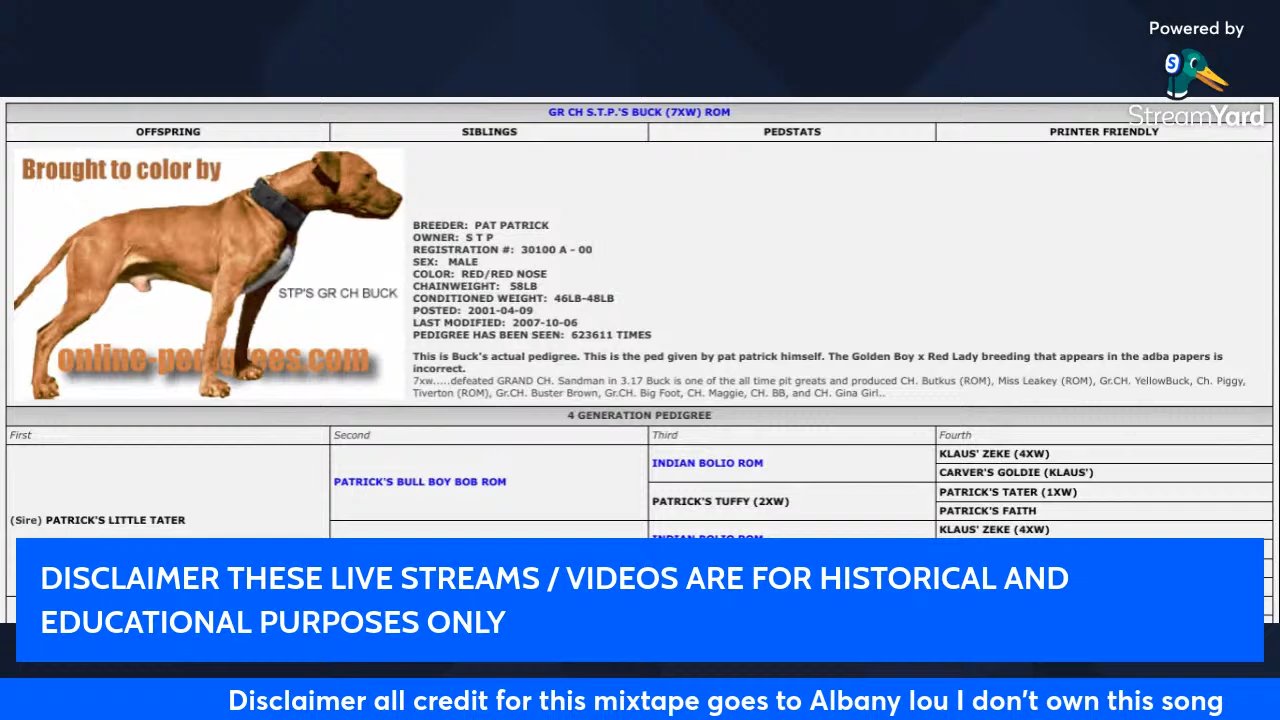 Powered by
StreamYard
GR CH S.T.P.'S BUCK (7XW) ROM
OFFSPRING SIBLINGS PEDSTATS PRINTER FRIENDLY
Brought to color by
STP'S GR CH BUCK
online-pedigrees.com
BREEDER: PAT PATRICK
OWNER: S T P
REGISTRATION #: 30100 A - 00
SEX: MALE
COLOR: RED/RED NOSE
CHAINWEIGHT: 58LB
CONDITIONED WEIGHT: 46LB-48LB
POSTED: 2001-04-09
LAST MODIFIED: 2007-10-06
PEDIGREE HAS BEEN SEEN: 623611 TIMES
This is Buck's actual pedigree. This is the ped given by pat patrick himself. The Golden Boy x Red Lady breeding that appears in the adba papers is
incorrect.
7xw.....defeated GRAND CH. Sandman in 3.17 Buck is one of the all time pit greats and produced CH. Butkus (ROM), Miss Leakey (ROM), Gr.CH. YellowBuck, Ch. Piggy,
Tiverton (ROM), Gr.CH. Buster Brown, Gr.CH. Big Foot, CH. Maggie, CH. BB, and CH. Gina Girl..
4 GENERATION PEDIGREE
First Second Third Fourth
(Sire) PATRICK'S LITTLE TATER
PATRICK'S BULL BOY BOB ROM
INDIAN BOLIO ROM
PATRICK'S TUFFY (2XW)
INDIAN BOLIO ROM
KLAUS' ZEKE (4XW)
CARVER'S GOLDIE (KLAUS')
PATRICK'S TATER (1XW)
PATRICK'S FAITH
KLAUS' ZEKE (4XW)
DISCLAIMER THESE LIVE STREAMS / VIDEOS ARE FOR HISTORICAL AND
EDUCATIONAL PURPOSES ONLY
Disclaimer all credit for this mixtape goes to Albany lou I don't own this song